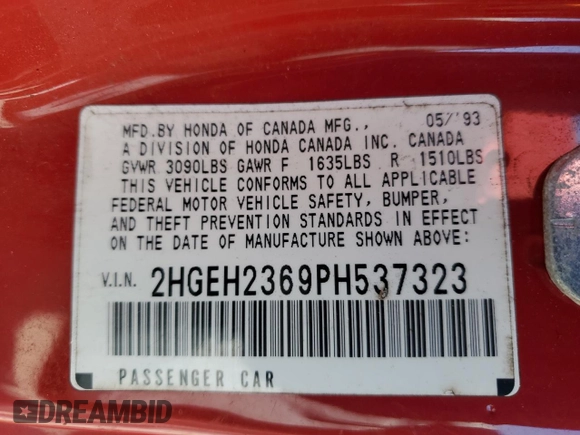 MFD.BY HONDA OF CANADA MFG., 05/'93
A DIVISION OF HONDA CANADA INC. CANADA
GVWR 3090LBS GAWR F 1635LBS R 1510LBS
THIS VEHICLE CONFORMS TO ALL APPLICABLE
FEDERAL MOTOR VEHICLE SAFETY, BUMPER,
AND THEFT PREVENTION STANDARDS IN EFFECT
ON THE DATE OF MANUFACTURE SHOWN ABOVE:
V.I.N. 2HGEH2369PH537323
PASSENGER CAR
DREAMBID